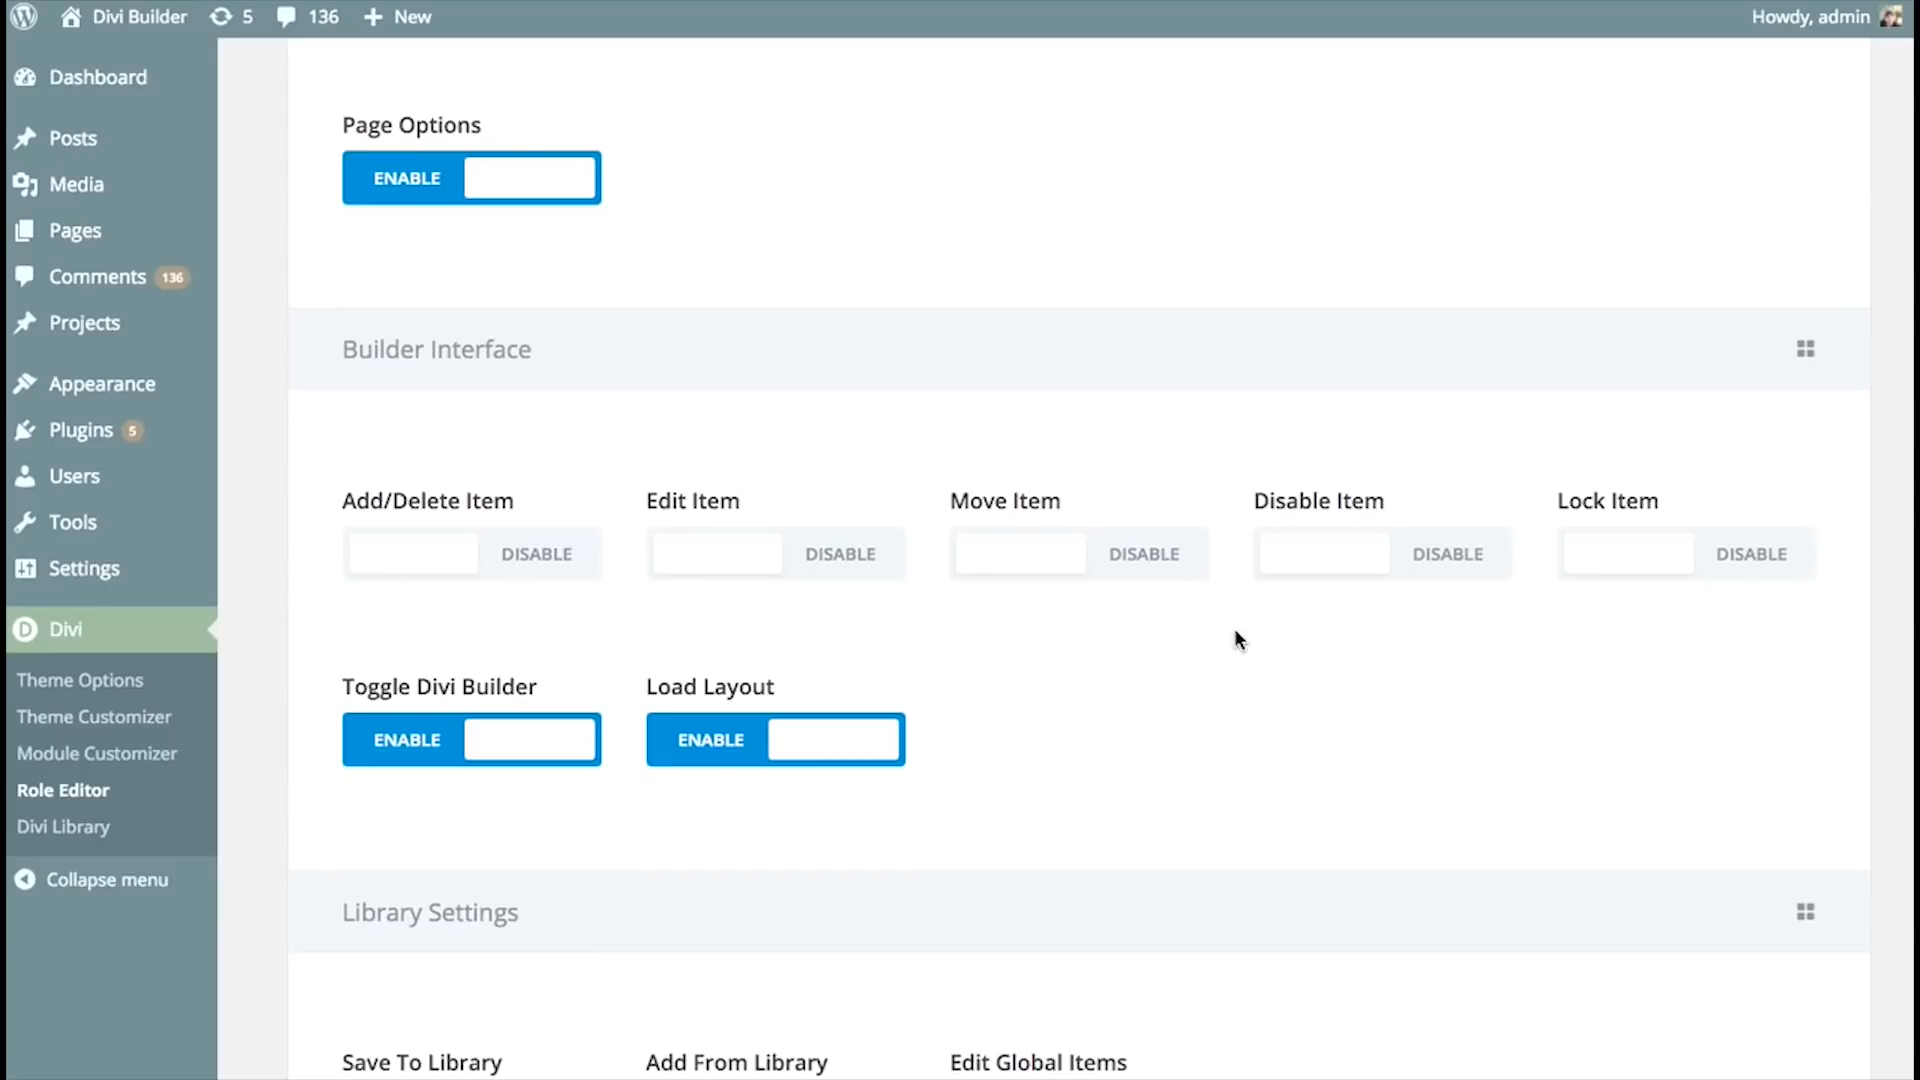 Divi Builder 5 136 New Howdy, admin
Dashboard
Posts
Media
Pages
Comments 136
Projects
Appearance
Plugins 5
Users
Tools
Settings
Divi
Theme Options
Theme Customizer
Module Customizer
Role Editor
Divi Library
Collapse menu
Page Options
ENABLE
Builder Interface
Add/Delete Item Edit Item Move Item Disable Item Lock Item
DISABLE DISABLE DISABLE DISABLE DISABLE
Toggle Divi Builder Load Layout
ENABLE ENABLE
Library Settings
Save To Library Add From Library Edit Global Items